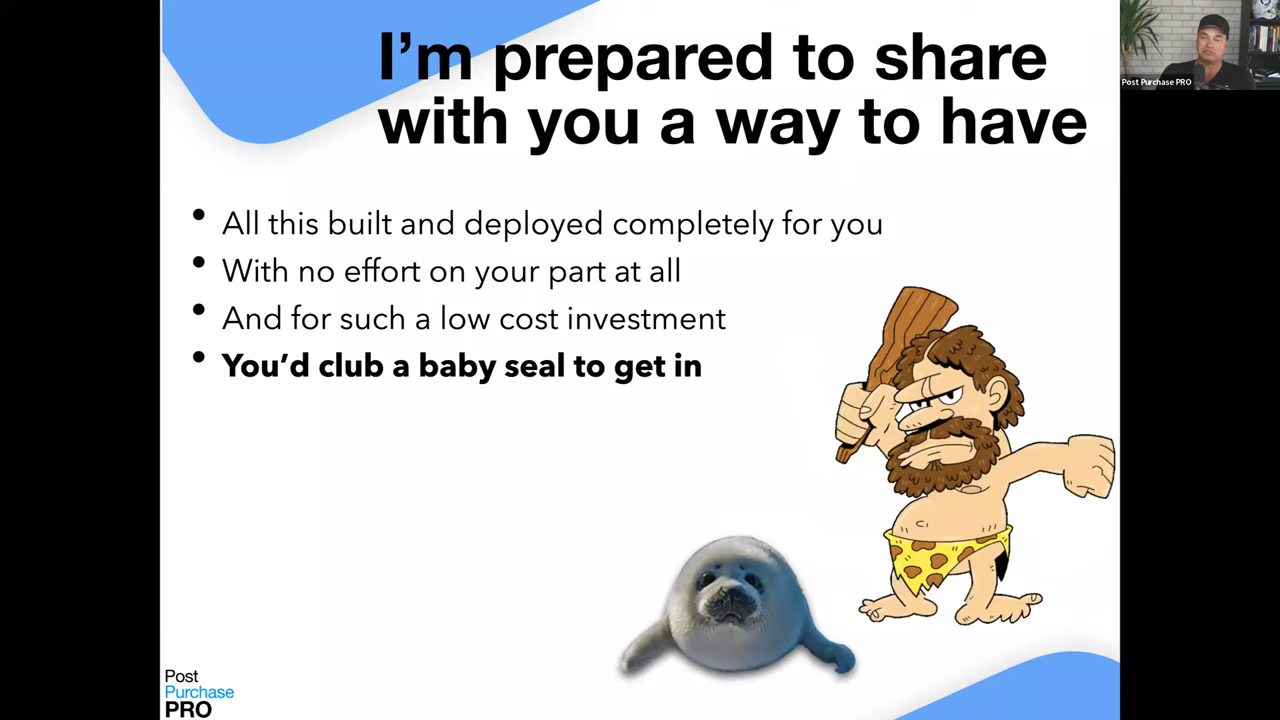 I'm prepared to share
with you a way to have
Post Purchase PRO
• All this built and deployed completely for you
• With no effort on your part at all
• And for such a low cost investment
• You'd club a baby seal to get in
Post
Purchase
PRO